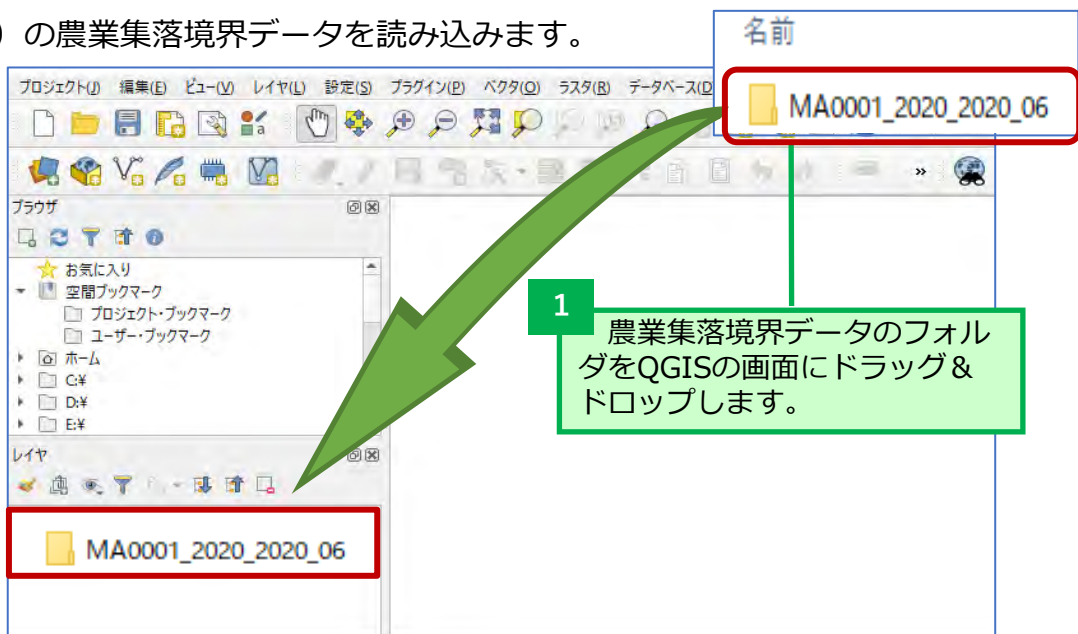 ）の農業集落境界データを読み込みます。
名前
MA0001_2020_2020_06
プロジェクト(J) 編集(E) ビュー(V) レイヤ(L) 設定(S) プラグイン(P) ベクタ(O) ラスタ(R) データベース(D
»
ブラウザ
お気に入り
空間ブックマーク
プロジェクト・ブックマーク
ユーザー・ブックマーク
ホーム
C:¥
D:¥
E:¥
1
農業集落境界データのフォル
ダをQGISの画面にドラッグ＆
ドロップします。
レイヤ
MA0001_2020_2020_06